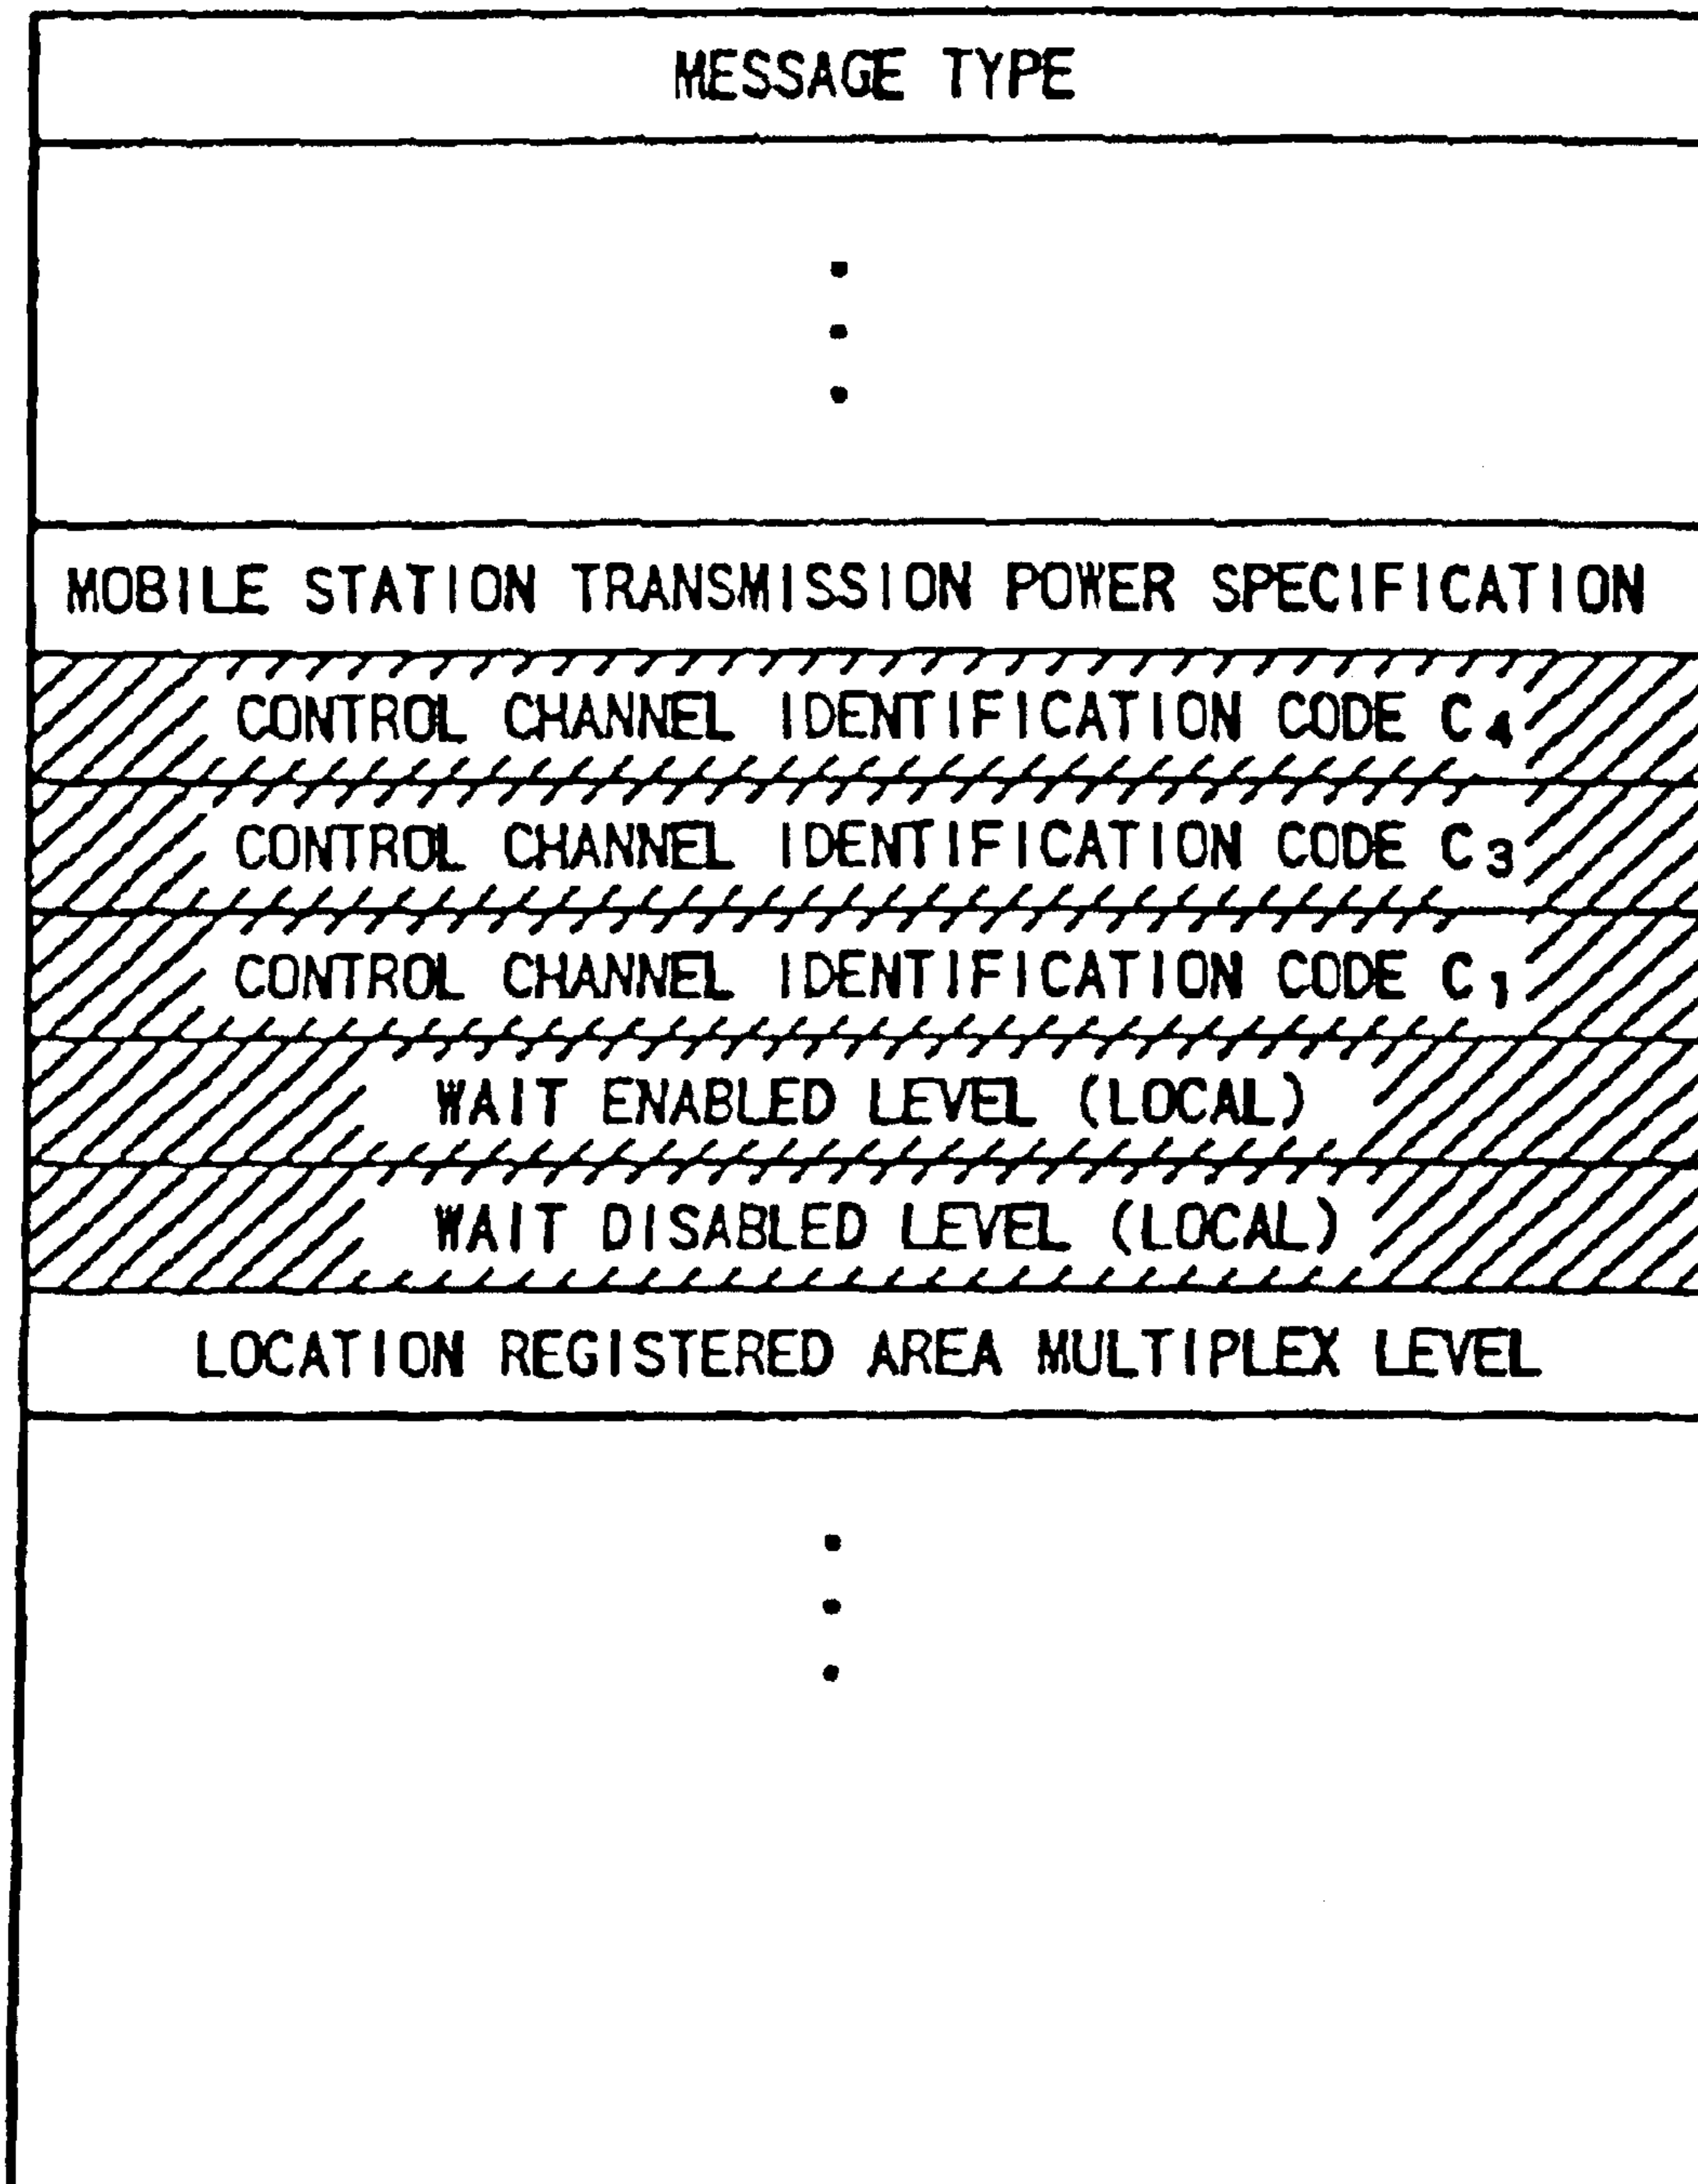 MESSAGE TYPE
MOBILE STATION TRANSMISSION POWER SPECIFICATION
CONTROL CHANNEL IDENTIFICATION CODE C4
CONTROL CHANNEL IDENTIFICATION CODE C3
CONTROL CHANNEL IDENTIFICATION CODE C1
WAIT ENABLED LEVEL (LOCAL)
WAIT DISABLED LEVEL (LOCAL)
LOCATION REGISTERED AREA MULTIPLEX LEVEL